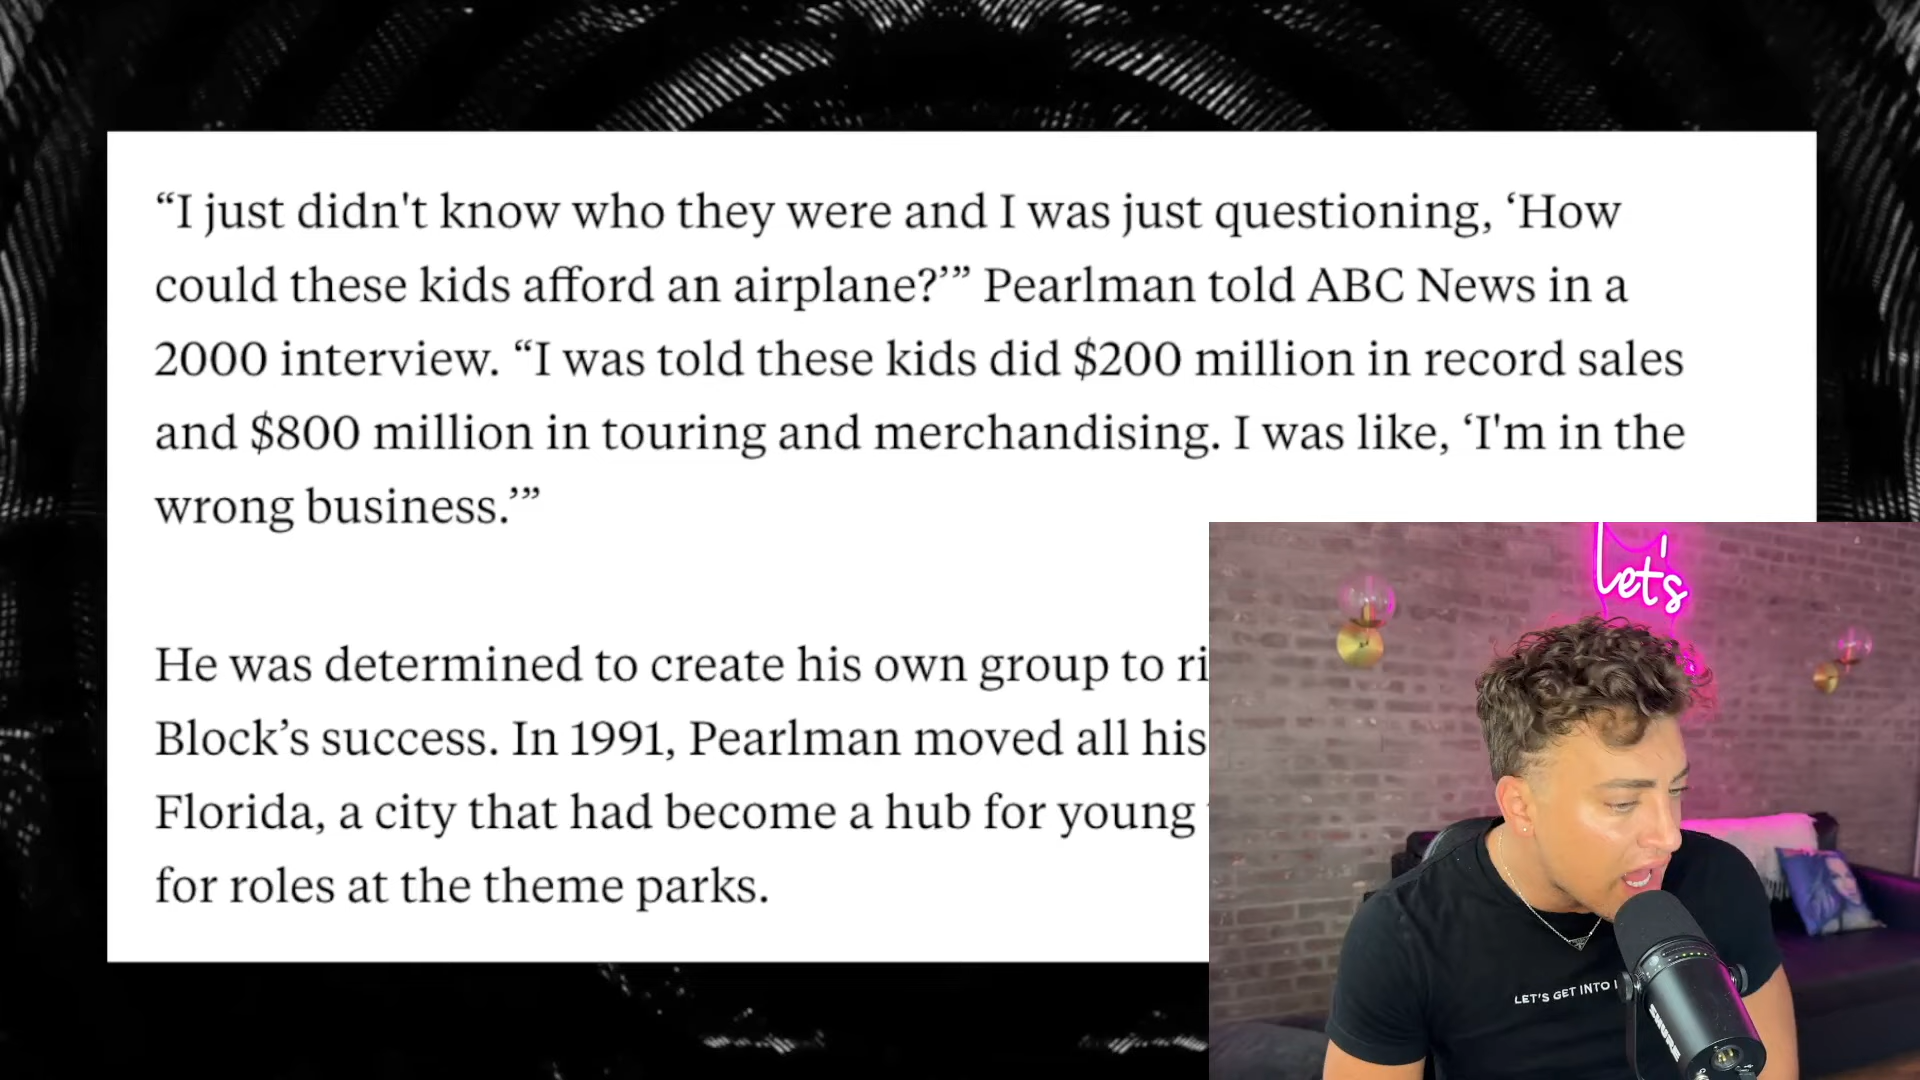 “I just didn't know who they were and I was just questioning, ‘How
could these kids afford an airplane?’” Pearlman told ABC News in a
2000 interview. “I was told these kids did $200 million in record sales
and $800 million in touring and merchandising. I was like, ‘I'm in the
wrong business.’”
He was determined to create his own group to ri
Block’s success. In 1991, Pearlman moved all his
Florida, a city that had become a hub for young
for roles at the theme parks.
Let's
LET'S GET INTO
SHURE